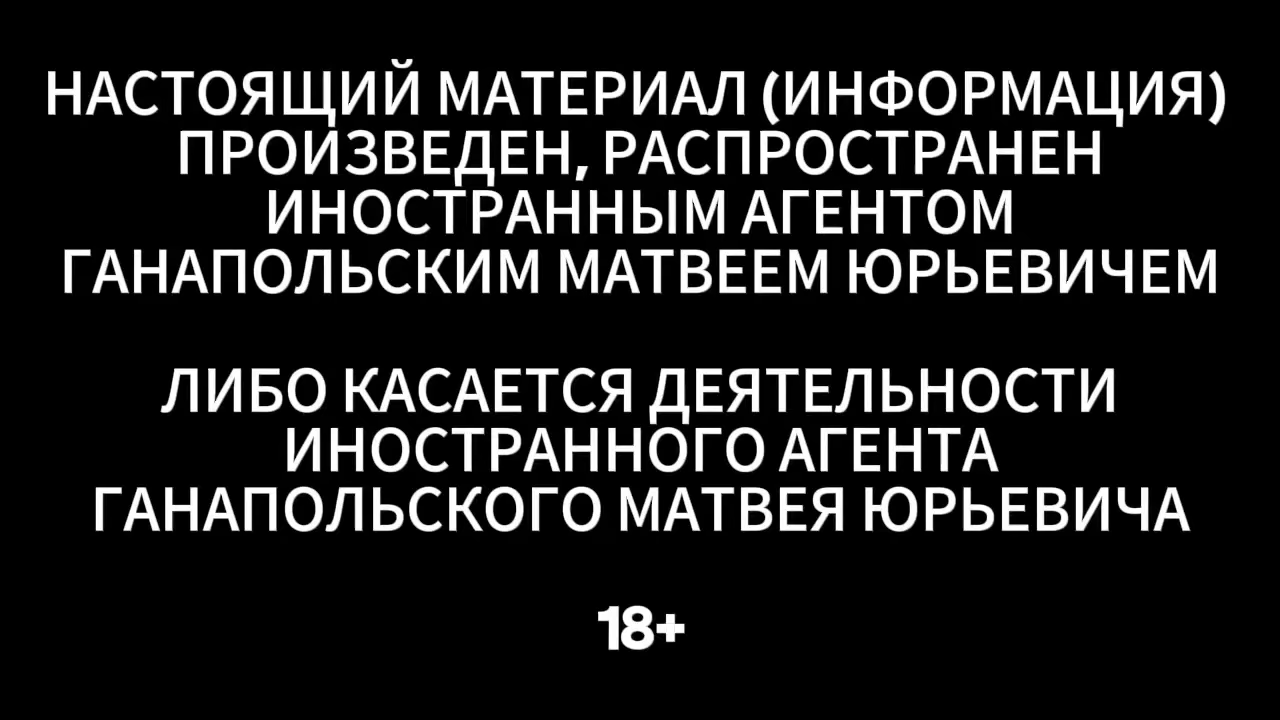 НАСТОЯЩИЙ МАТЕРИАЛ (ИНФОРМАЦИЯ)
ПРОИЗВЕДЕН, РАСПРОСТРАНЕН
ИНОСТРАННЫМ АГЕНТОМ
ГАНАПОЛЬСКИМ МАТВЕЕМ ЮРЬЕВИЧЕМ
ЛИБО КАСАЕТСЯ ДЕЯТЕЛЬНОСТИ
ИНОСТРАННОГО АГЕНТА
ГАНАПОЛЬСКОГО МАТВЕЯ ЮРЬЕВИЧА
18+